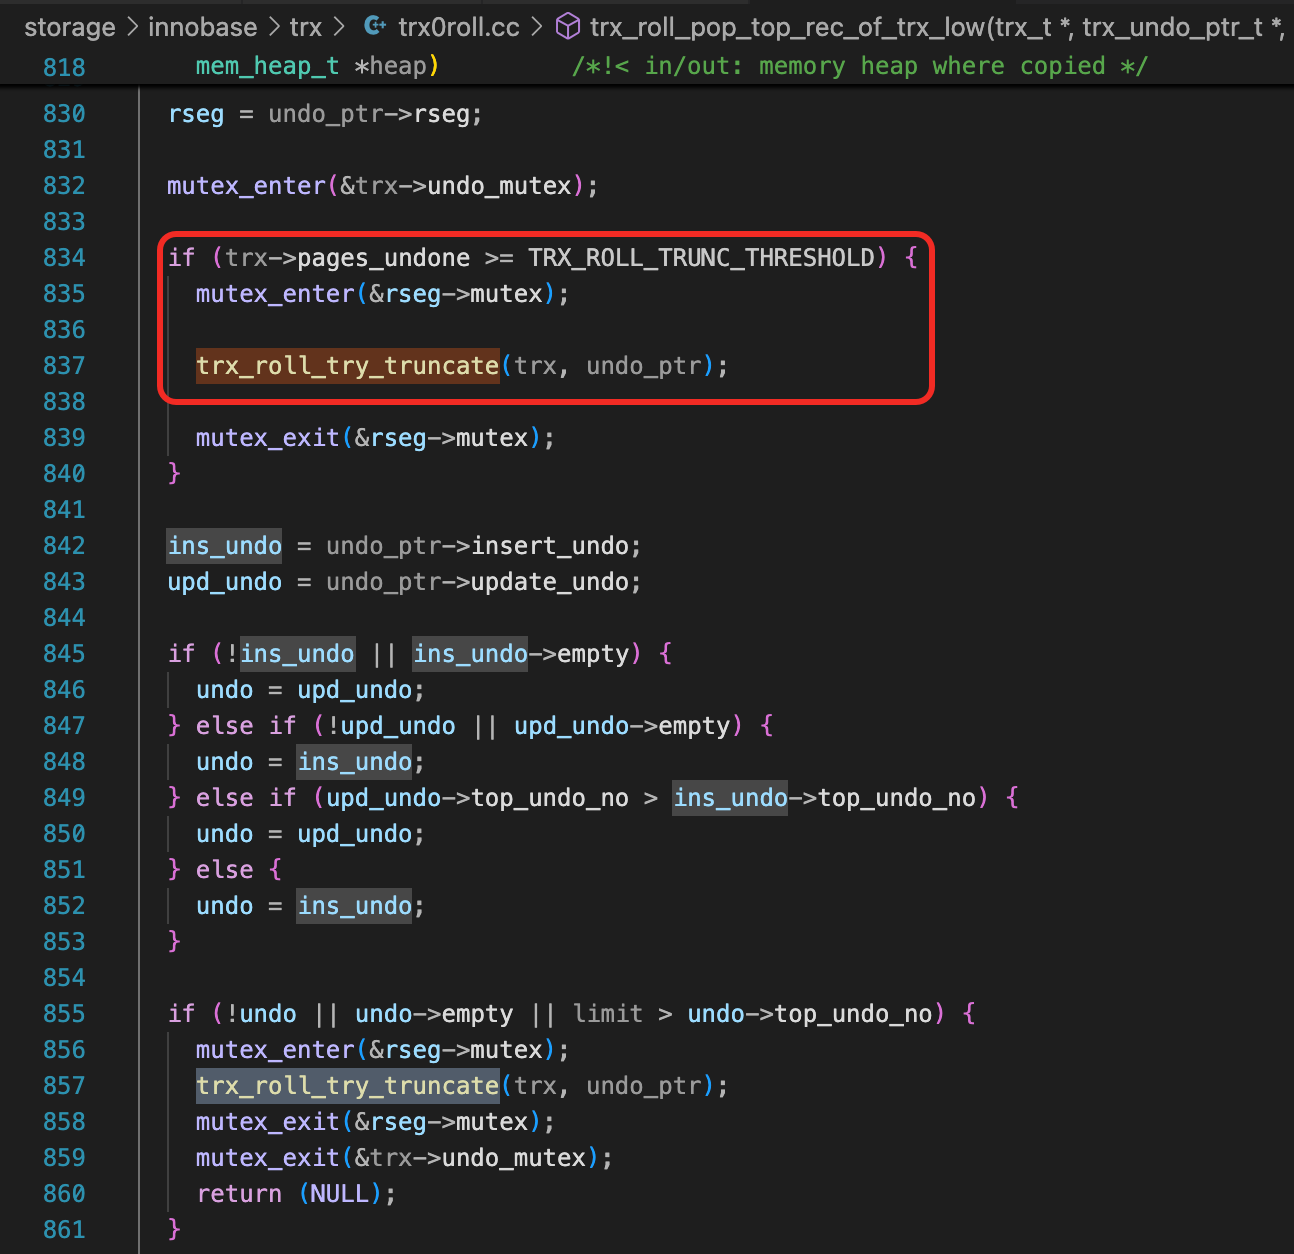 storage > innobase > trx > C++ trx0roll.cc > trx_roll_pop_top_rec_of_trx_low(trx_t *, trx_undo_ptr_t *,
818 mem_heap_t *heap) /*!< in/out: memory heap where copied */
830 rseg = undo_ptr->rseg;
831
832 mutex_enter(&trx->undo_mutex);
833
834 if (trx->pages_undone >= TRX_ROLL_TRUNC_THRESHOLD) {
835 mutex_enter(&rseg->mutex);
836
837 trx_roll_try_truncate(trx, undo_ptr);
838
839 mutex_exit(&rseg->mutex);
840 }
841
842 ins_undo = undo_ptr->insert_undo;
843 upd_undo = undo_ptr->update_undo;
844
845 if (!ins_undo || ins_undo->empty) {
846 undo = upd_undo;
847 } else if (!upd_undo || upd_undo->empty) {
848 undo = ins_undo;
849 } else if (upd_undo->top_undo_no > ins_undo->top_undo_no) {
850 undo = upd_undo;
851 } else {
852 undo = ins_undo;
853 }
854
855 if (!undo || undo->empty || limit > undo->top_undo_no) {
856 mutex_enter(&rseg->mutex);
857 trx_roll_try_truncate(trx, undo_ptr);
858 mutex_exit(&rseg->mutex);
859 mutex_exit(&trx->undo_mutex);
860 return (NULL);
861 }